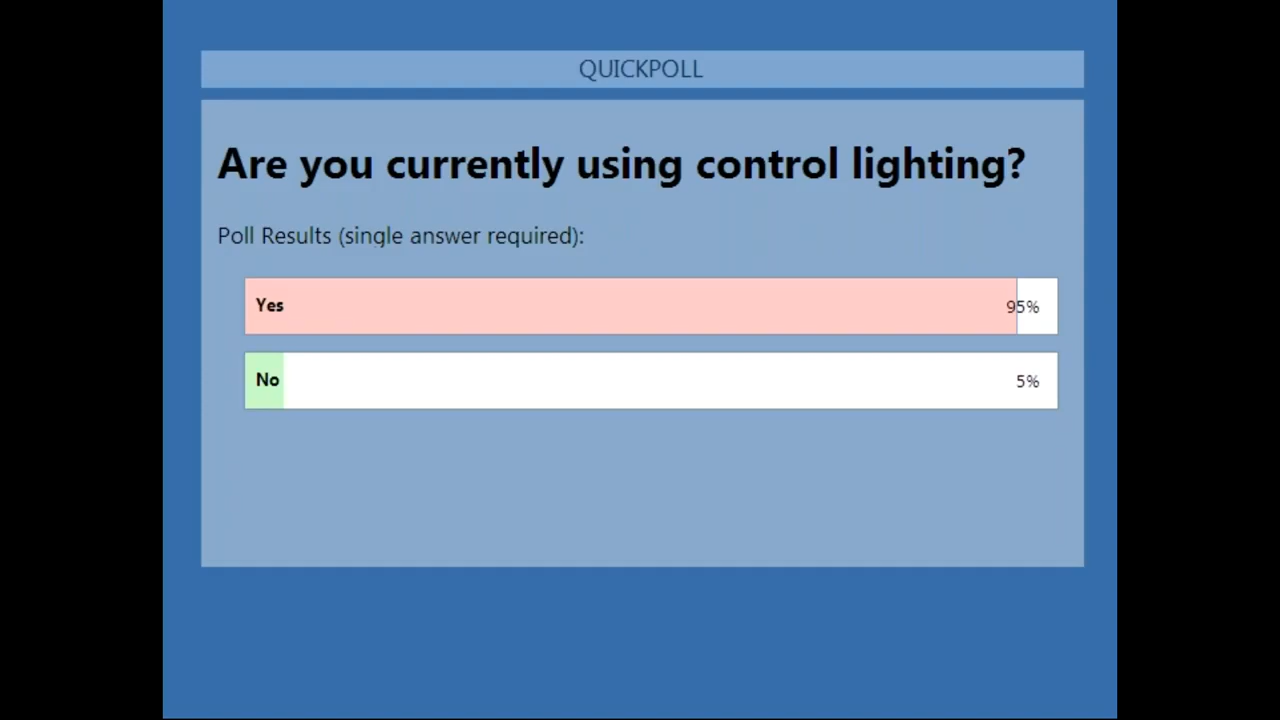 QUICKPOLL
Are you currently using control lighting?
Poll Results (single answer required):
Yes 95%
No 5%